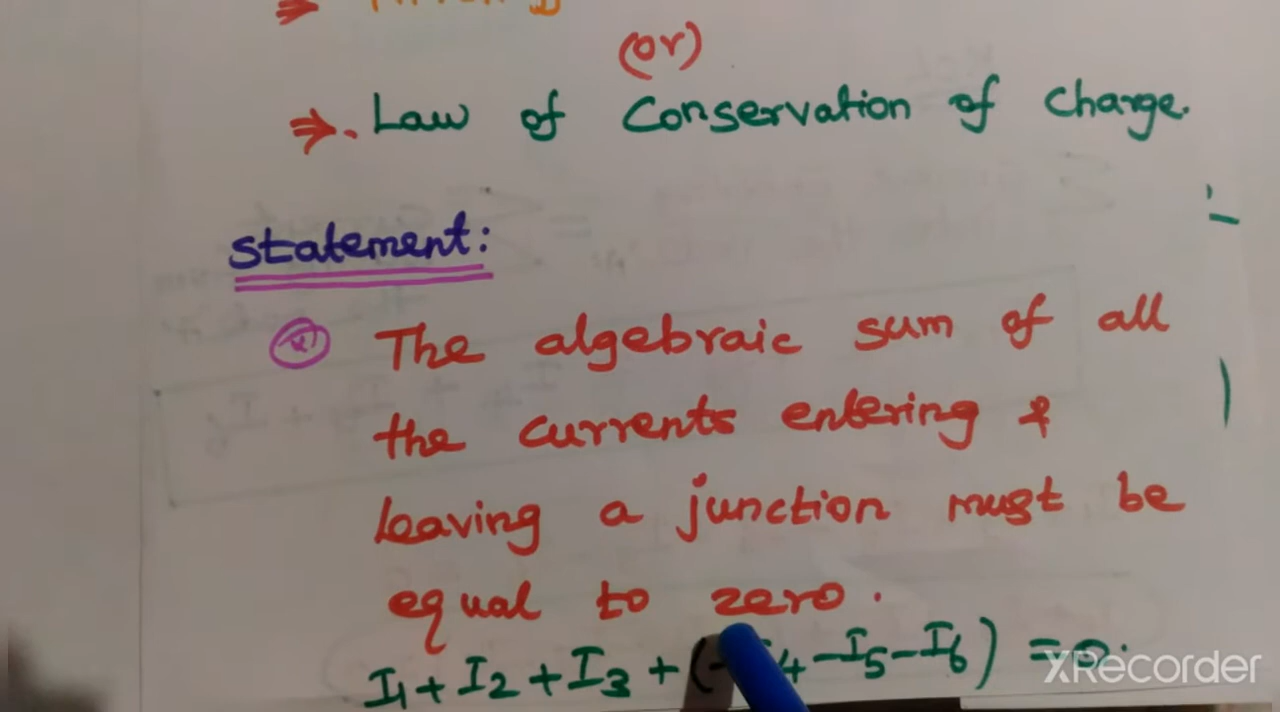 (or)
⇒. Law of Conservation of Charge.
Statement:
The algebraic sum of all
the currents entering &
leaving a junction must be
equal to zero.
I1 + I2 + I3 + (-I4 -I5 -I6) = 0.
XRecorder